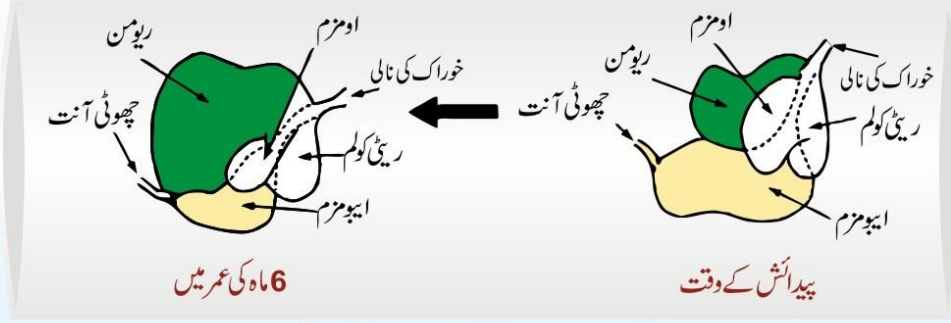 اومزم
ریومن
خوراک کی نالی
چھوٹی آنت
ریٹی کولم
ایبومزم
پیدائش کے وقت
اومزم
ریومن
خوراک کی نالی
چھوٹی آنت
ریٹی کولم
ایبومزم
6 ماہ کی عمر میں